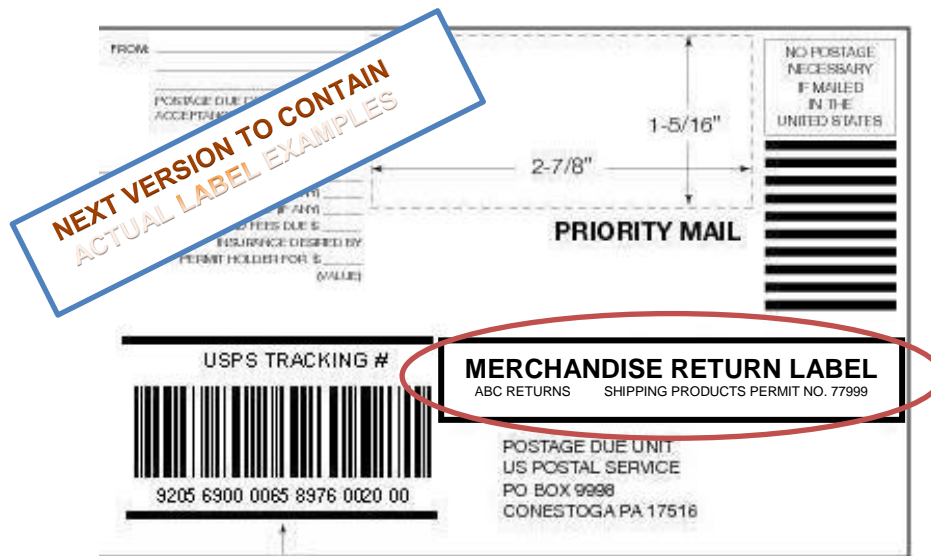 FROM:
NO POSTAGE
NECESSARY
IF MAILED
IN THE
UNITED STATES
POSTAGE DUE
ACCEPTANCE
NEXT VERSION TO CONTAIN
ACTUAL LABEL EXAMPLES
1-5/16"
2-7/8"
IF ANY)
FEES DUE $
INSURANCE DESIRED BY
PERMIT HOLDER FOR $
(VALUE)
PRIORITY MAIL
USPS TRACKING #
9205 6900 0065 8976 0020 00
MERCHANDISE RETURN LABEL
ABC RETURNS SHIPPING PRODUCTS PERMIT NO. 77999
POSTAGE DUE UNIT
US POSTAL SERVICE
PO BOX 9998
CONESTOGA PA 17516